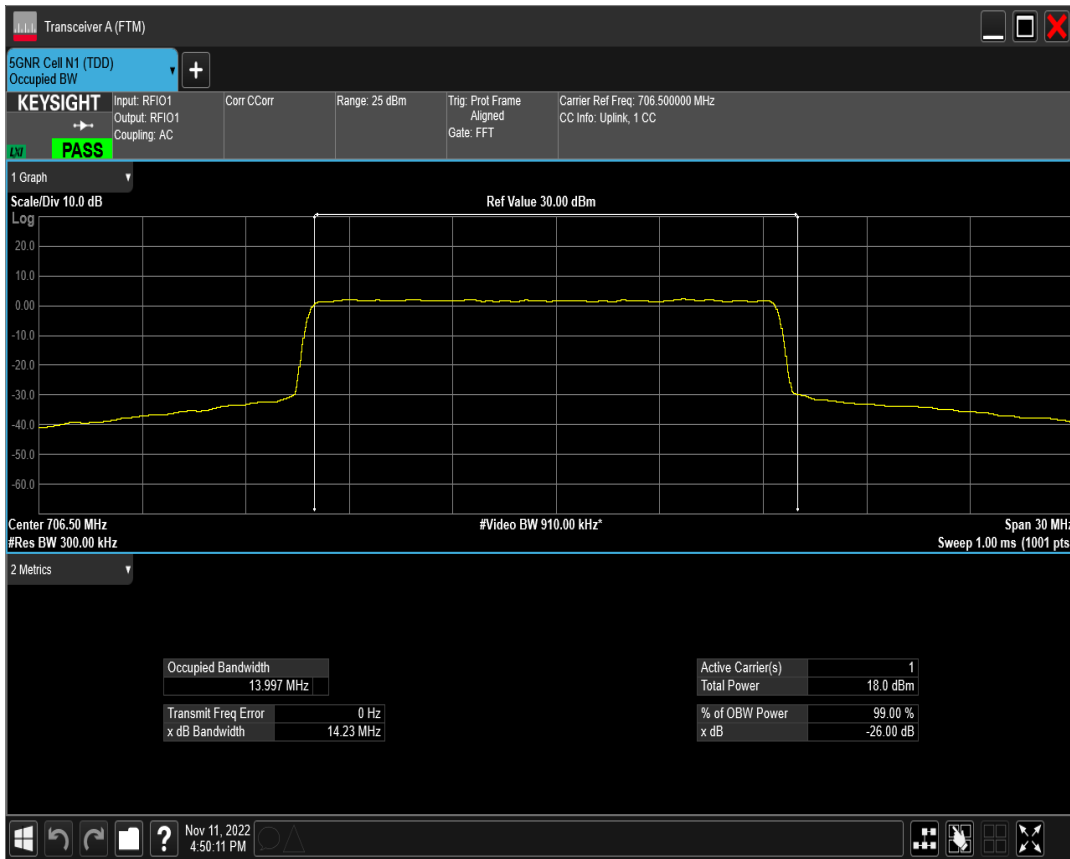 Transceiver A (FTM)
5GNR Cell N1 (TDD)
Occupied BW
+
KEYSIGHT
LXI
PASS
Input: RFIO1
Output: RFIO1
Coupling: AC
Corr CCorr
Range: 25 dBm
Trig: Prot Frame
Aligned
Gate: FFT
Carrier Ref Freq: 706.500000 MHz
CC Info: Uplink, 1 CC
1 Graph
Scale/Div 10.0 dB
Ref Value 30.00 dBm
Log
20.0
10.0
0.00
-10.0
-20.0
-30.0
-40.0
-50.0
-60.0
Center 706.50 MHz
#Video BW 910.00 kHz*
Span 30 MHz
#Res BW 300.00 kHz
Sweep 1.00 ms (1001 pts
2 Metrics
Occupied Bandwidth
13.997 MHz
Transmit Freq Error 0 Hz
x dB Bandwidth 14.23 MHz
Active Carrier(s) 1
Total Power 18.0 dBm
% of OBW Power 99.00 %
x dB -26.00 dB
?
Nov 11, 2022
4:50:11 PM